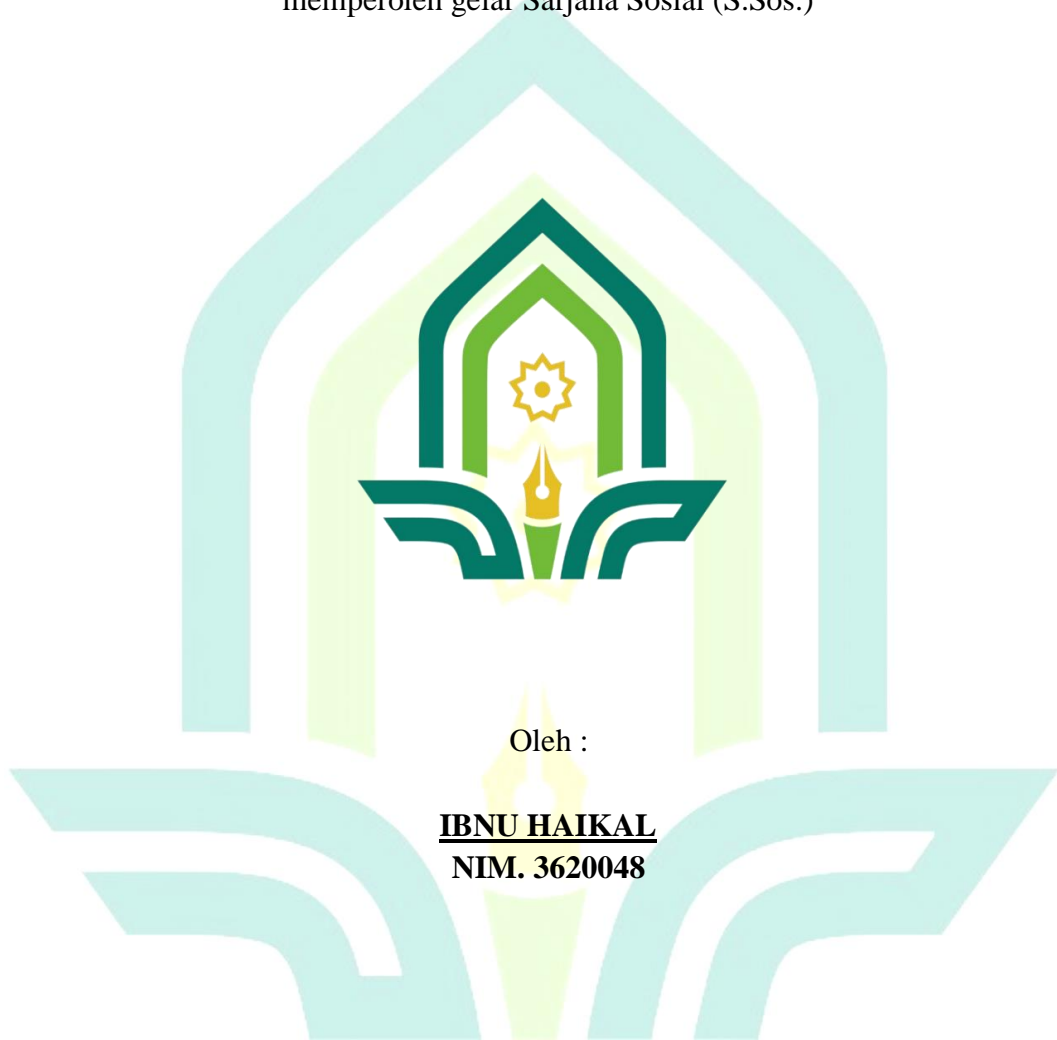 memperoleh gelar Sarjana Sosial (S.Sos.)
Oleh :
IBNU HAIKAL
NIM. 3620048